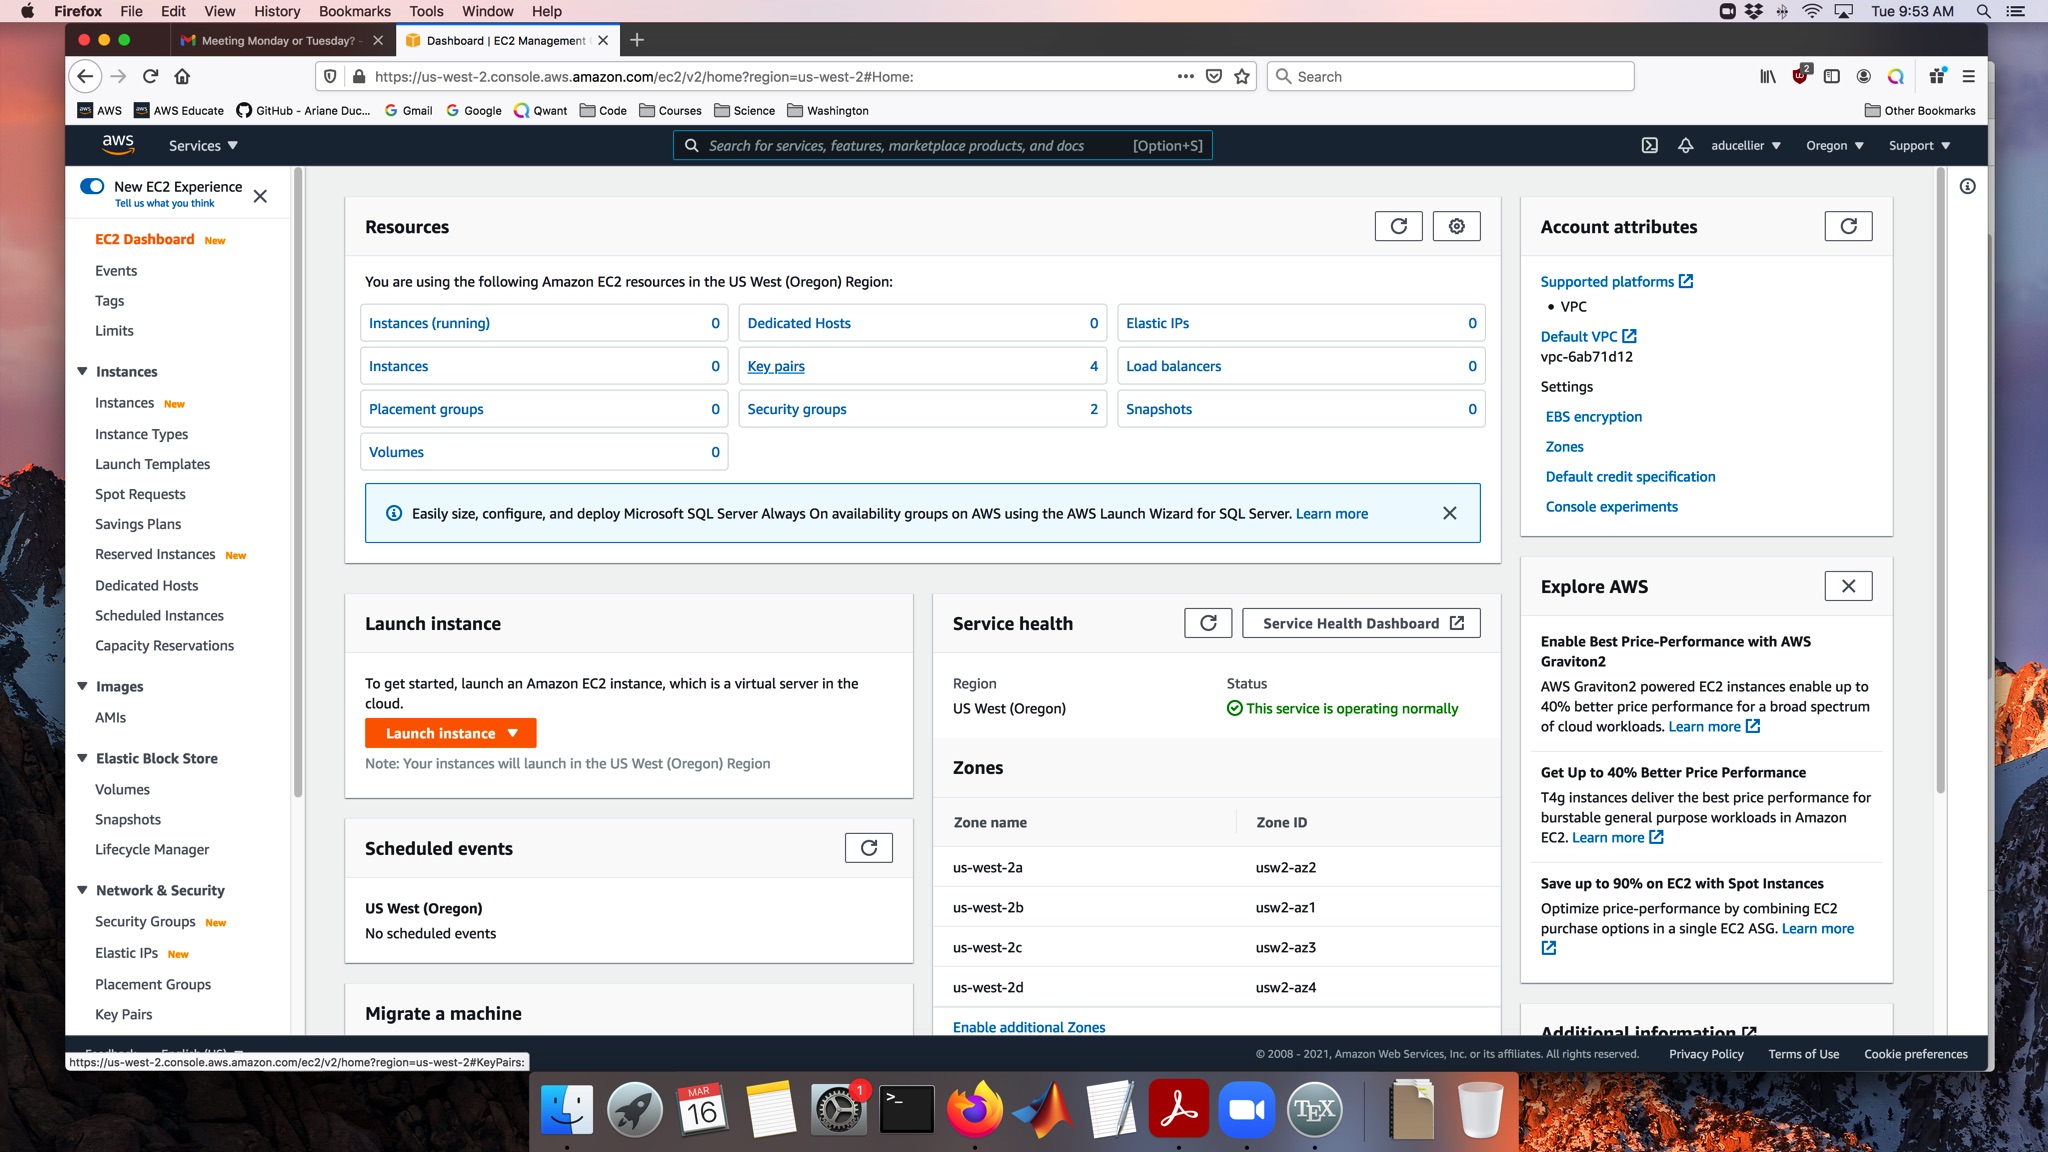 Firefox File Edit View History Bookmarks Tools Window Help Tue 9:53 AM
Meeting Monday or Tuesday? - Dashboard | EC2 Management
https://us-west-2.console.aws.amazon.com/ec2/v2/home?region=us-west-2#Home: Search 2
AWS AWS Educate GitHub - Ariane Duc... Gmail Google Qwant Code Courses Science Washington Other Bookmarks
aws Services Search for services, features, marketplace products, and docs [Option+S] aducellier Oregon Support
New EC2 Experience
Tell us what you think
EC2 Dashboard New
Events
Tags
Limits
Instances
Instances New
Instance Types
Launch Templates
Spot Requests
Savings Plans
Reserved Instances New
Dedicated Hosts
Scheduled Instances
Capacity Reservations
Images
AMIs
Elastic Block Store
Volumes
Snapshots
Lifecycle Manager
Network & Security
Security Groups New
Elastic IPs New
Placement Groups
Key Pairs
Resources
You are using the following Amazon EC2 resources in the US West (Oregon) Region:
Instances (running) 0 Dedicated Hosts 0 Elastic IPs 0
Instances 0 Key pairs 4 Load balancers 0
Placement groups 0 Security groups 2 Snapshots 0
Volumes 0
Easily size, configure, and deploy Microsoft SQL Server Always On availability groups on AWS using the AWS Launch Wizard for SQL Server. Learn more
Launch instance
To get started, launch an Amazon EC2 instance, which is a virtual server in the
cloud.
Launch instance
Note: Your instances will launch in the US West (Oregon) Region
Scheduled events
US West (Oregon)
No scheduled events
Migrate a machine
Service health Service Health Dashboard
Region Status
US West (Oregon) This service is operating normally
Zones
Zone name Zone ID
us-west-2a usw2-az2
us-west-2b usw2-az1
us-west-2c usw2-az3
us-west-2d usw2-az4
Enable additional Zones
Account attributes
Supported platforms
• VPC
Default VPC
vpc-6ab71d12
Settings
EBS encryption
Zones
Default credit specification
Console experiments
Explore AWS
Enable Best Price-Performance with AWS
Graviton2
AWS Graviton2 powered EC2 instances enable up to
40% better price performance for a broad spectrum
of cloud workloads. Learn more
Get Up to 40% Better Price Performance
T4g instances deliver the best price performance for
burstable general purpose workloads in Amazon
EC2. Learn more
Save up to 90% on EC2 with Spot Instances
Optimize price-performance by combining EC2
purchase options in a single EC2 ASG. Learn more
Additional information
https://us-west-2.console.aws.amazon.com/ec2/v2/home?region=us-west-2#KeyPairs:
© 2008 - 2021, Amazon Web Services, Inc. or its affiliates. All rights reserved. Privacy Policy Terms of Use Cookie preferences
MAR
16
1
>_
TEX